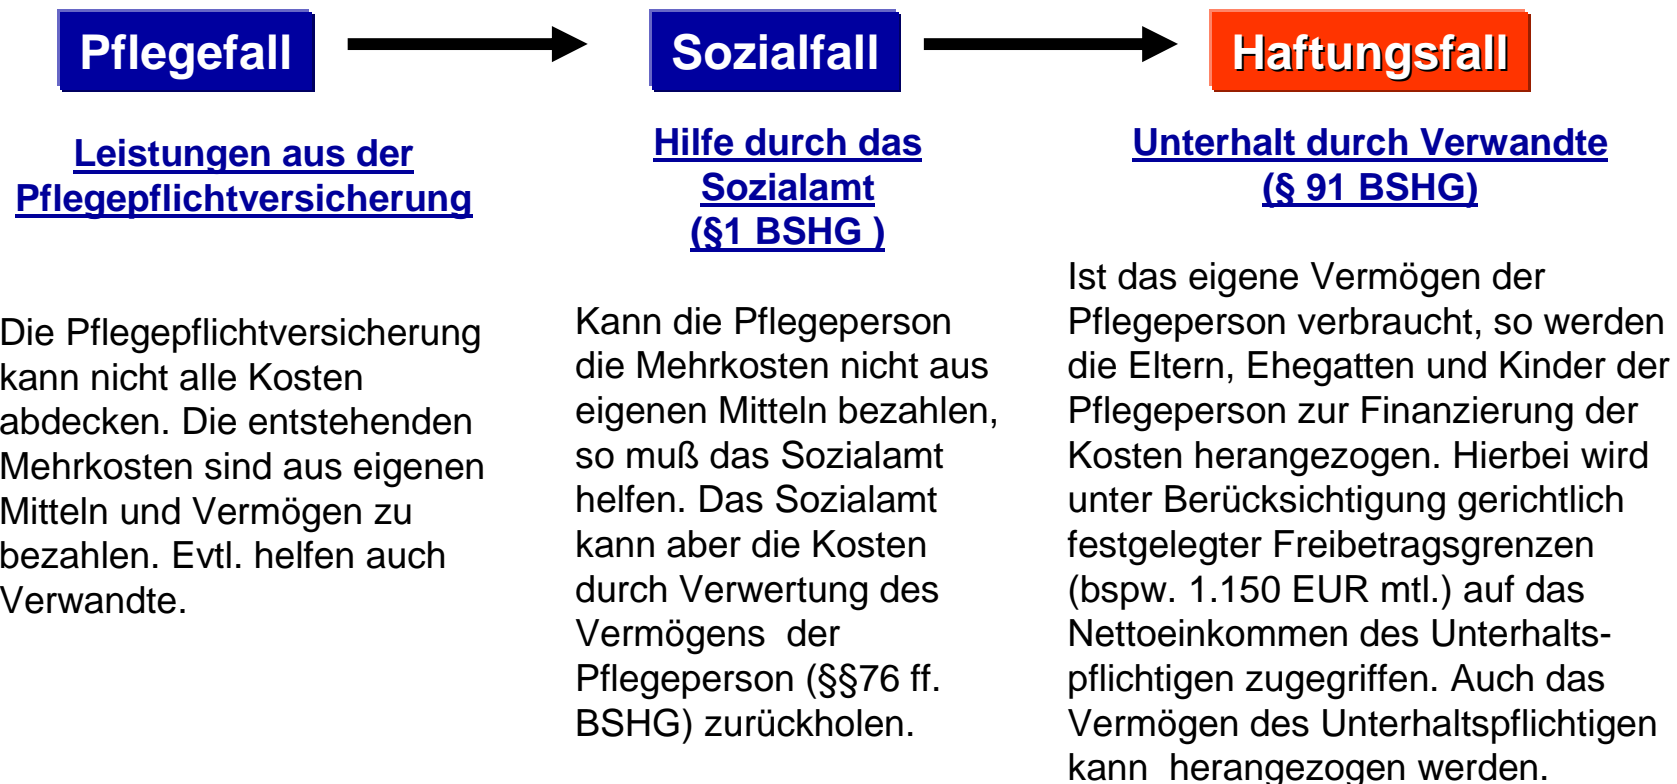 Pflegefall
Sozialfall
Haftungsfall
Leistungen aus der
Pflegepflichtversicherung
Die Pflegepflichtversicherung
kann nicht alle Kosten
abdecken. Die entstehenden
Mehrkosten sind aus eigenen
Mitteln und Vermögen zu
bezahlen. Evtl. helfen auch
Verwandte.
Hilfe durch das
Sozialamt
(§1 BSHG )
Kann die Pflegeperson
die Mehrkosten nicht aus
eigenen Mitteln bezahlen,
so muß das Sozialamt
helfen. Das Sozialamt
kann aber die Kosten
durch Verwertung des
Vermögens der
Pflegeperson (§§76 ff.
BSHG) zurückholen.
Unterhalt durch Verwandte
(§ 91 BSHG)
Ist das eigene Vermögen der
Pflegeperson verbraucht, so werden
die Eltern, Ehegatten und Kinder der
Pflegeperson zur Finanzierung der
Kosten herangezogen. Hierbei wird
unter Berücksichtigung gerichtlich
festgelegter Freibetragsgrenzen
(bspw. 1.150 EUR mtl.) auf das
Nettoeinkommen des Unterhalts-
pflichtigen zugegriffen. Auch das
Vermögen des Unterhaltspflichtigen
kann herangezogen werden.